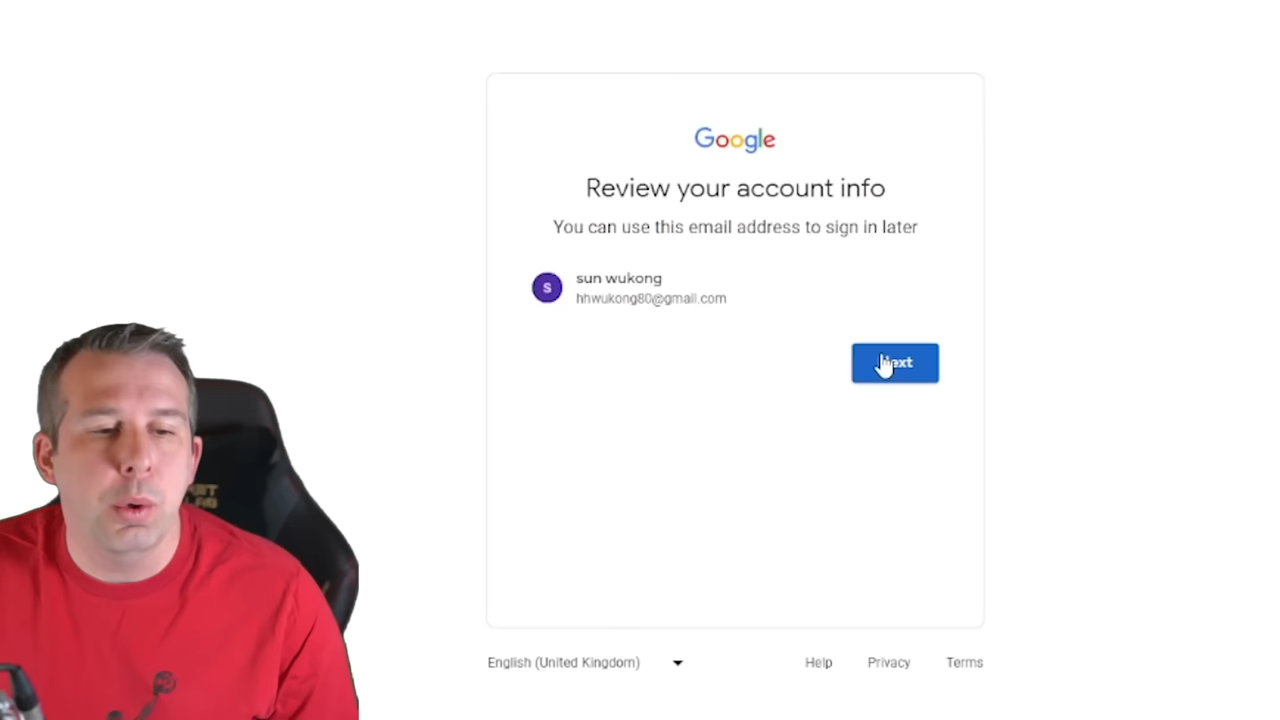 Google
Review your account info
You can use this email address to sign in later
S
sun wukong
hhwukong80@gmail.com
English (United Kingdom)
Help
Privacy
Terms